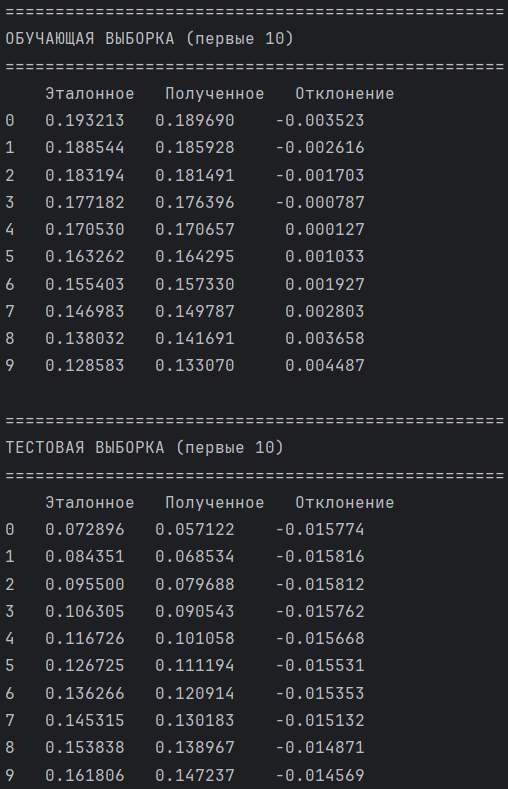 ==================================================
ОБУЧАЮЩАЯ ВЫБОРКА (первые 10)
==================================================
    Эталонное   Полученное   Отклонение
0   0.193213   0.189690    -0.003523
1   0.188544   0.185928    -0.002616
2   0.183194   0.181491    -0.001703
3   0.177182   0.176396    -0.000787
4   0.170530   0.170657     0.000127
5   0.163262   0.164295     0.001033
6   0.155403   0.157330     0.001927
7   0.146983   0.149787     0.002803
8   0.138032   0.141691     0.003658
9   0.128583   0.133070     0.004487

==================================================
ТЕСТОВАЯ ВЫБОРКА (первые 10)
==================================================
    Эталонное   Полученное   Отклонение
0   0.072896   0.057122    -0.015774
1   0.084351   0.068534    -0.015816
2   0.095500   0.079688    -0.015812
3   0.106305   0.090543    -0.015762
4   0.116726   0.101058    -0.015668
5   0.126725   0.111194    -0.015531
6   0.136266   0.120914    -0.015353
7   0.145315   0.130183    -0.015132
8   0.153838   0.138967    -0.014871
9   0.161806   0.147237    -0.014569